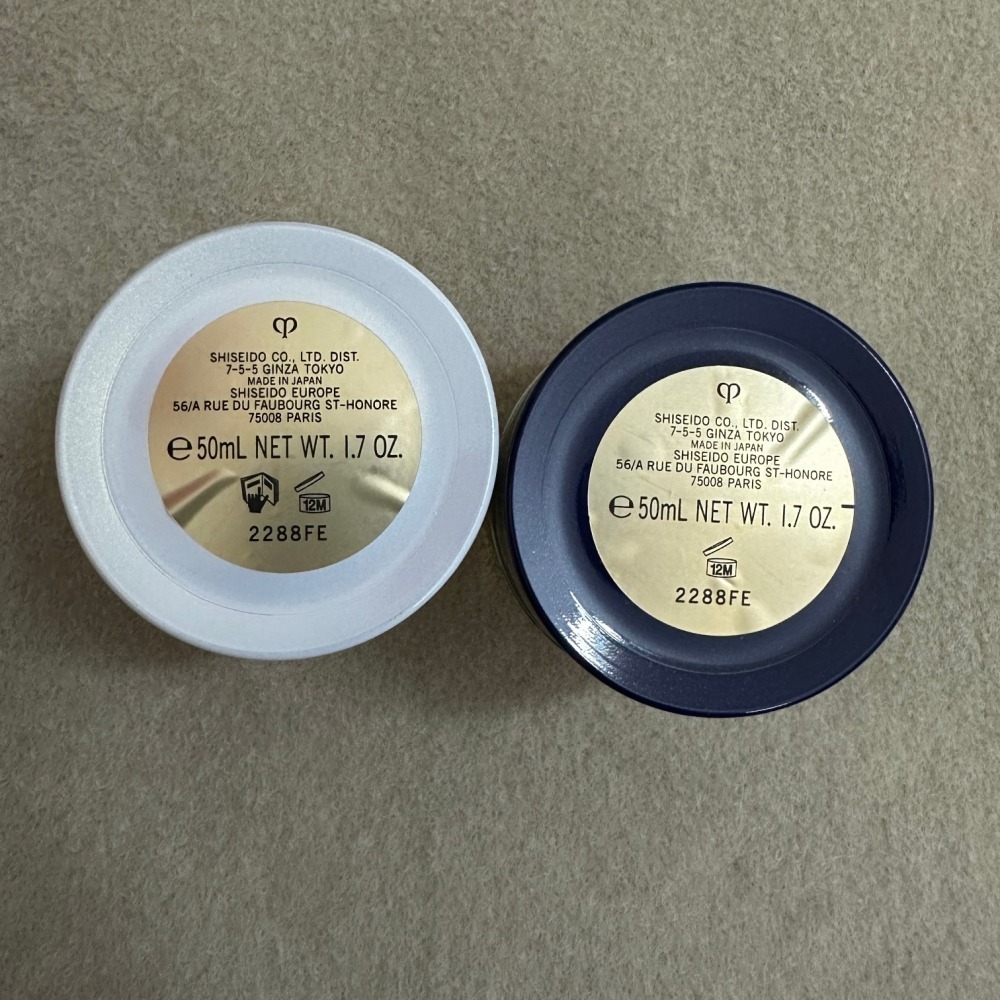 SHISEIDO CO., LTD. DIST.
7-5-5 GINZA TOKYO
MADE IN JAPAN
SHISEIDO EUROPE
56/A RUE DU FAUBOURG ST-HONORE
75008 PARIS
e50mL NET WT. 1.7 OZ.
12M
2288FE
SHISEIDO CO., LTD. DIST.
7-5-5 GINZA TOKYO
MADE IN JAPAN
SHISEIDO EUROPE
56/A RUE DU FAUBOURG ST-HONORE
75008 PARIS
e50mL NET WT. 1.7 OZ.
12M
2288FE